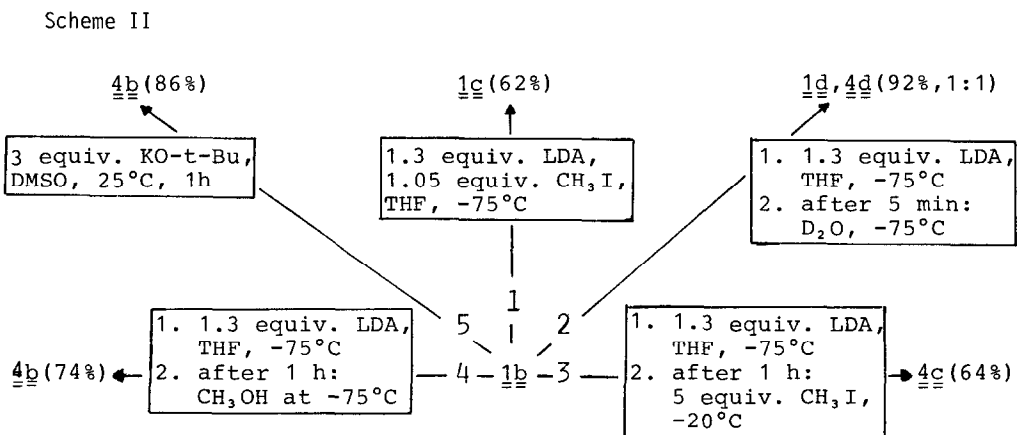 Scheme II
4b(86%)
1c(62%)
1d,4d(92%,1:1)
3 equiv. KO-t-Bu,
DMSO, 25°C, 1h
1.3 equiv. LDA,
1.05 equiv. CH₃I,
THF, -75°C
1. 1.3 equiv. LDA,
THF, -75°C
2. after 5 min:
D₂O, -75°C
1
5
2
1. 1.3 equiv. LDA,
THF, -75°C
2. after 1 h:
CH₃OH at -75°C
1. 1.3 equiv. LDA,
THF, -75°C
2. after 1 h:
5 equiv. CH₃I,
-20°C
4b(74%)
4 - 1b - 3
4c(64%)